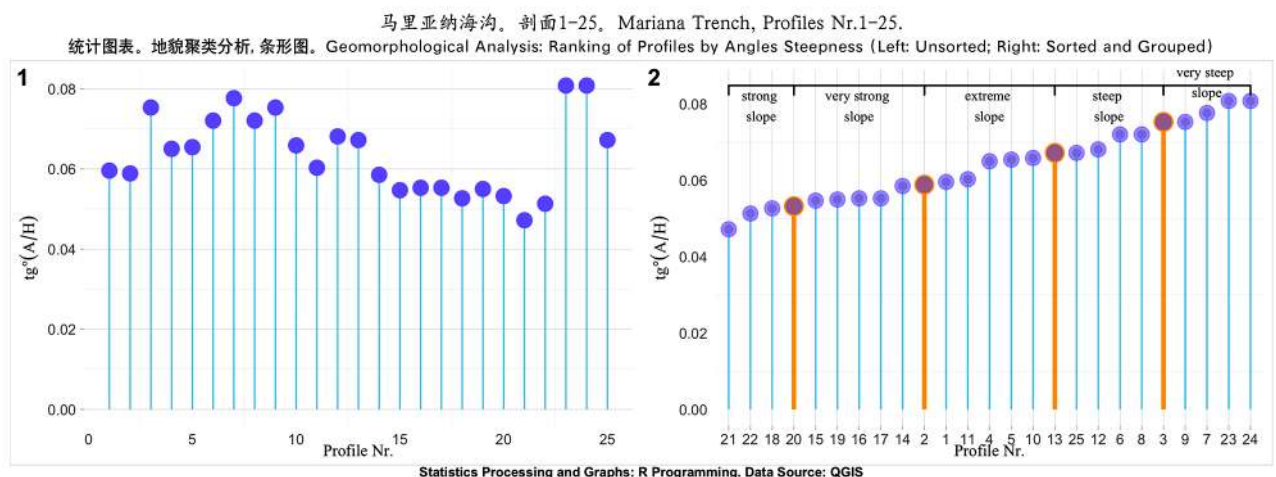 马里亚纳海沟。剖面1-25。Mariana Trench, Profiles Nr.1-25.
统计图表。地貌聚类分析, 条形图。Geomorphological Analysis: Ranking of Profiles by Angles Steepness (Left: Unsorted; Right: Sorted and Grouped)
1
0.08
0.06
0.04
0.02
0.00
tg°(A/H)
0 5 10 15 20 25
Profile Nr.
2
strong slope
very strong slope
extreme slope
steep slope
very steep slope
0.08
0.06
0.04
0.02
0.00
tg°(A/H)
21 22 18 20 15 19 16 17 14 2 1 11 4 5 10 13 25 12 6 8 3 9 7 23 24
Profile Nr.
Statistics Processing and Graphs: R Programming. Data Source: QGIS